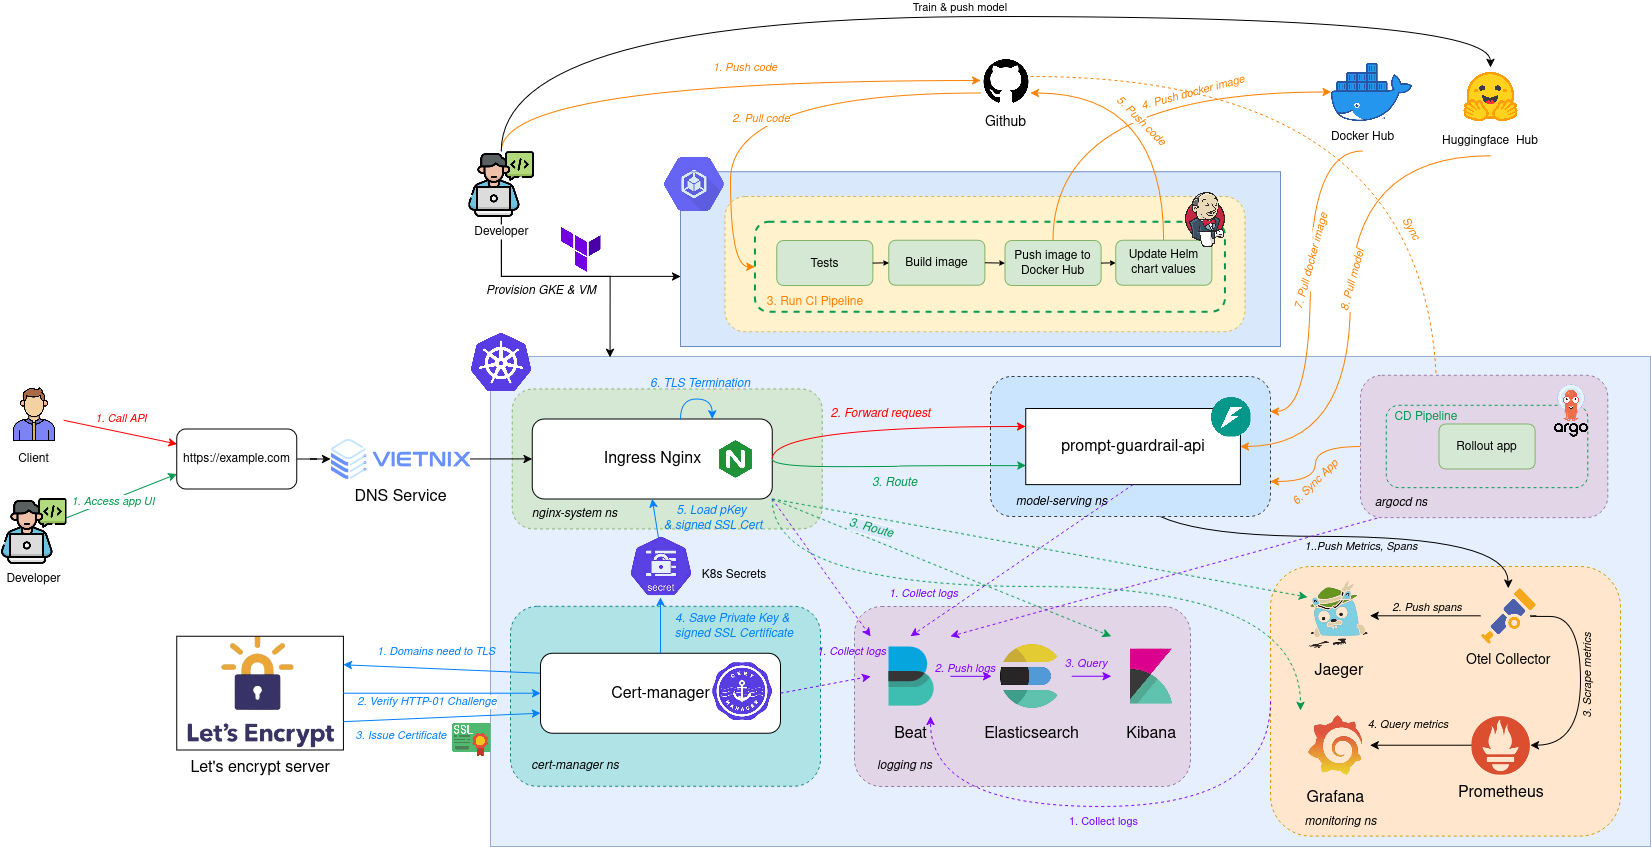 Train & push model
1. Push code
2. Pull code
Github
5. Push code
4. Push docker image
Docker Hub
Huggingface Hub
Sync
Developer
Provision GKE & VM
Tests
Build image
Push image to
Docker Hub
Update Helm
chart values
3. Run CI Pipeline
7. Pull docker image
8. Pull model
1. Call API
Client
https://example.com
1. Access app UI
Developer
VIETNIX
DNS Service
6. TLS Termination
Ingress Nginx
N
nginx-system ns
2. Forward request
3. Route
prompt-guardrail-api
model-serving ns
CD Pipeline
argo
Rollout app
argocd ns
6. Sync App
5. Load pKey
& signed SSL Cert
secret
K8s Secrets
3. Route
1..Push Metrics, Spans
4. Save Private Key &
signed SSL Certificate
1. Collect logs
1. Domains need to TLS
2. Verify HTTP-01 Challenge
3. Issue Certificate
SSL
Let's Encrypt
Let's encrypt server
Cert-manager
CERT
MANAGER
cert-manager ns
1. Collect logs
2. Push logs
3. Query
Beat
Elasticsearch
Kibana
logging ns
1. Collect logs
2. Push spans
Jaeger
Otel Collector
3. Scrape metrics
4. Query metrics
Grafana
Prometheus
monitoring ns